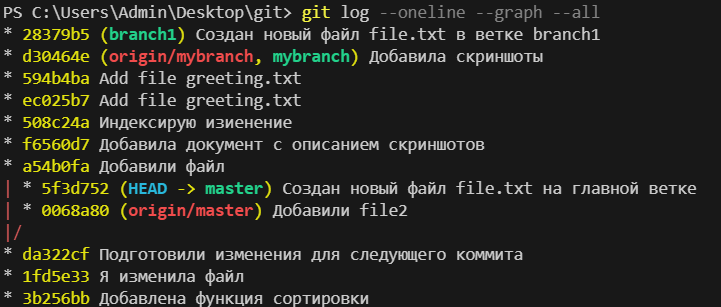 PS C:\Users\Admin\Desktop\git> git log --oneline --graph --all
* 28379b5 (branch1) Создан новый файл file.txt в ветке branch1
* d30464e (origin/mybranch, mybranch) Добавила скриншоты
* 594b4ba Add file greeting.txt
* ec025b7 Add file greeting.txt
* 508c24a Индексирую изиенение
* f6560d7 Добавила документ с описанием скриншотов
* a54b0fa Добавили файл
| * 5f3d752 (HEAD -> master) Создан новый файл file.txt на главной ветке
| * 0068a80 (origin/master) Добавили file2
|/
* da322cf Подготовили изменения для следующего коммита
* 1fd5e33 Я изменила файл
* 3b256bb Добавлена функция сортировки